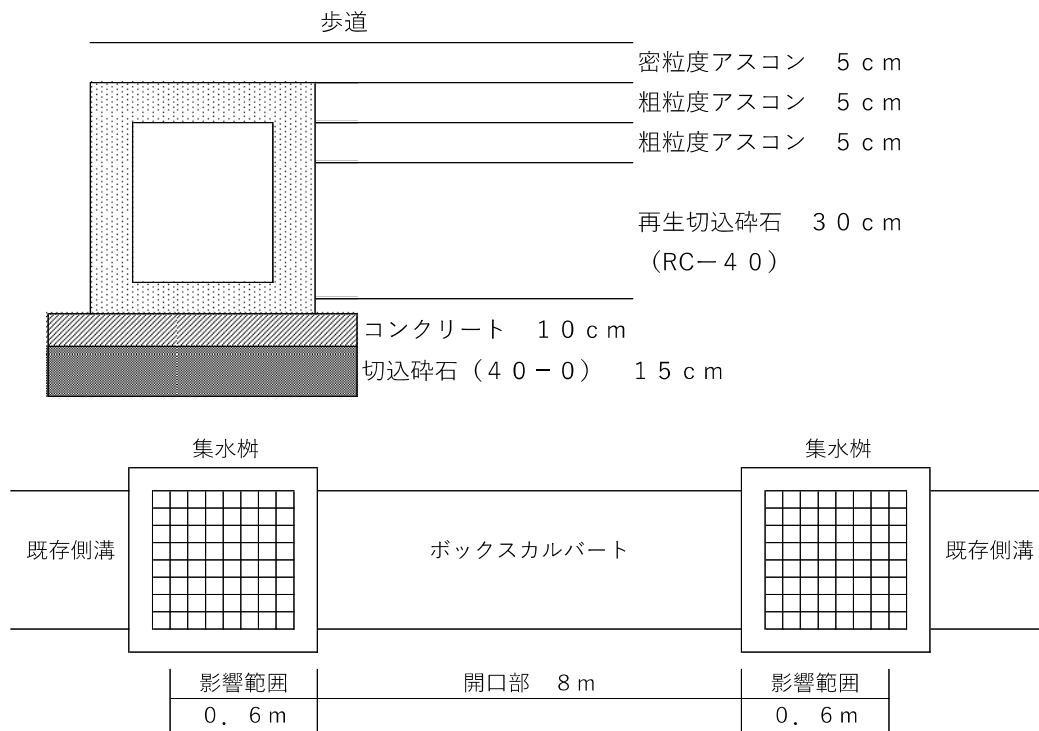 歩道
密粒度アスコン　５ｃｍ
粗粒度アスコン　５ｃｍ
粗粒度アスコン　５ｃｍ
再生切込砕石　３０ｃｍ
（RC－４０）
コンクリート　１０ｃｍ
切込砕石（４０－０）　１５ｃｍ
集水桝
集水桝
既存側溝
ボックスカルバート
既存側溝
影響範囲
開口部　８ｍ
影響範囲
０．６ｍ
０．６ｍ